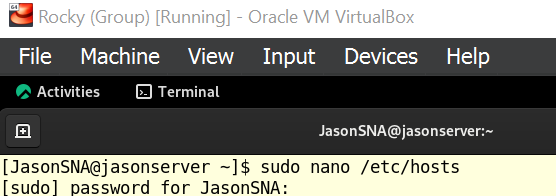 64
Rocky (Group) [Running] - Oracle VM VirtualBox
File Machine View Input Devices Help
Activities Terminal
JasonSNA@jasonserver:~
[JasonSNA@jasonserver ~]$ sudo nano /etc/hosts
[sudo] password for JasonSNA: